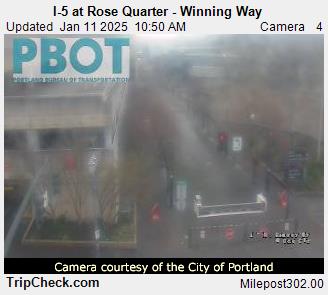 I-5 at Rose Quarter - Winning Way
Updated Jan 11 2025 10:50 AM Camera 4
PBOT
PORTLAND BUREAU OF TRANSPORTATION
Camera courtesy of the City of Portland
TripCheck.com Milepost302.00